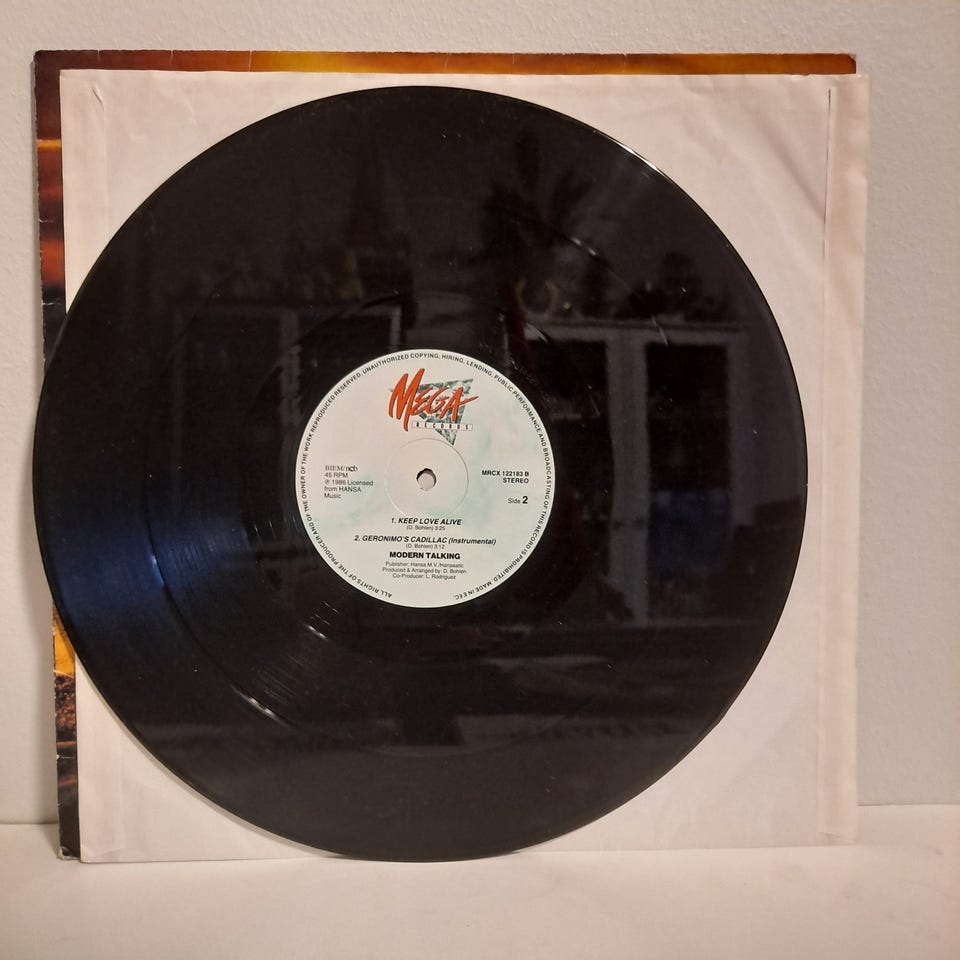 ALL RIGHTS OF THE PRODUCER AND OF THE OWNER OF THE WORK REPRODUCED RESERVED. UNAUTHORIZED COPYING, HIRING, LENDING, PUBLIC PERFORMANCE AND BROADCASTING OF THIS RECORD IS PROHIBITED. MADE IN EEC.
MEGA
RECORDS
BIEM/ncb
45 RPM
℗ 1986 Licensed
from HANSA
Music
MRCX 122183 B
STEREO
Side 2
1. KEEP LOVE ALIVE
(D. Bohlen) 3:25
2. GERONIMO'S CADILLAC (Instrumental)
(D. Bohlen) 3:12
MODERN TALKING
Publisher: Hansa M.V./Hanseatic
Produced & Arranged by: D. Bohlen
Co-Producer: L. Rodriguez